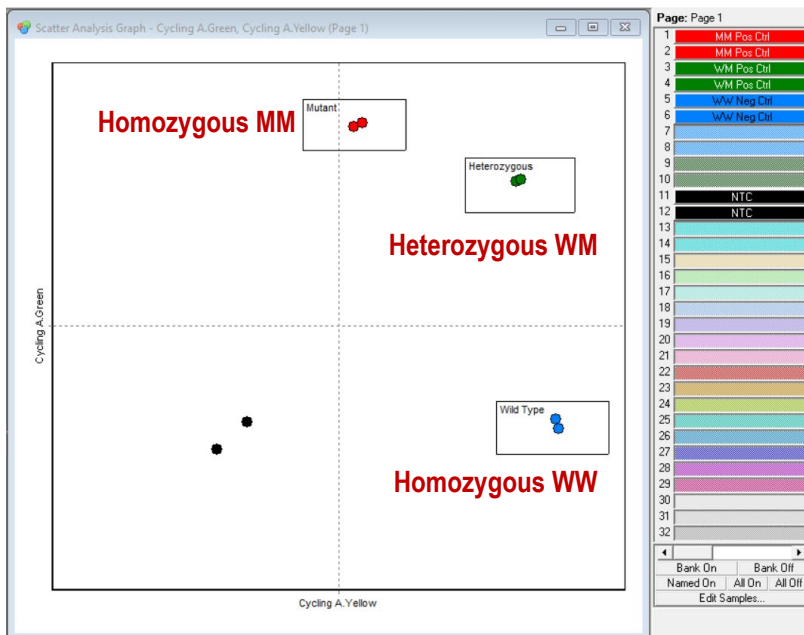 Scatter Analysis Graph - Cycling A.Green, Cycling A.Yellow (Page 1)
Mutant
Homozygous MM
Heterozygous
Heterozygous WM
Cycling A.Green
Wild Type
Homozygous WW
Cycling A.Yellow
Page: Page 1
1 MM Pos Ctrl
2 MM Pos Ctrl
3 WM Pos Ctrl
4 WM Pos Ctrl
5 WW Neg Ctrl
6 WW Neg Ctrl
7
8
9
10
11 NTC
12 NTC
13
14
15
16
17
18
19
20
21
22
23
24
25
26
27
28
29
30
31
32
Bank On Bank Off
Named On All On All Off
Edit Samples...